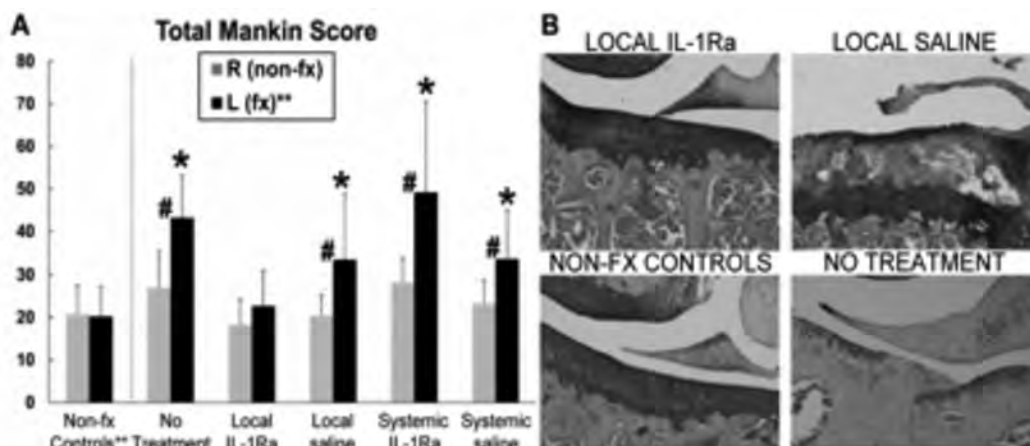 A
Total Mankin Score
R (non-fx)
L (fx)**
80
70
60
50
40
30
20
10
0
# *
# *
# *
# *
Non-fx Controls**
No Treatment
Local IL-1Ra
Local saline
Systemic IL-1Ra
Systemic saline
B
LOCAL IL-1Ra
LOCAL SALINE
NON-FX CONTROLS
NO TREATMENT